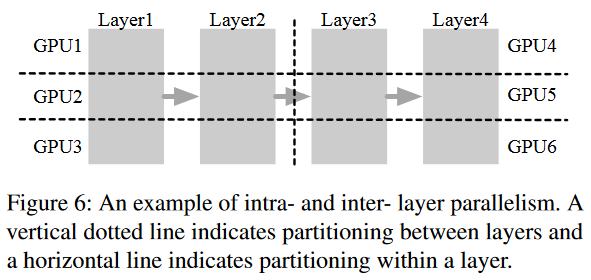 Layer1 Layer2 Layer3 Layer4
GPU1 GPU4
GPU2 GPU5
GPU3 GPU6
Figure 6: An example of intra- and inter- layer parallelism. A
vertical dotted line indicates partitioning between layers and
a horizontal line indicates partitioning within a layer.